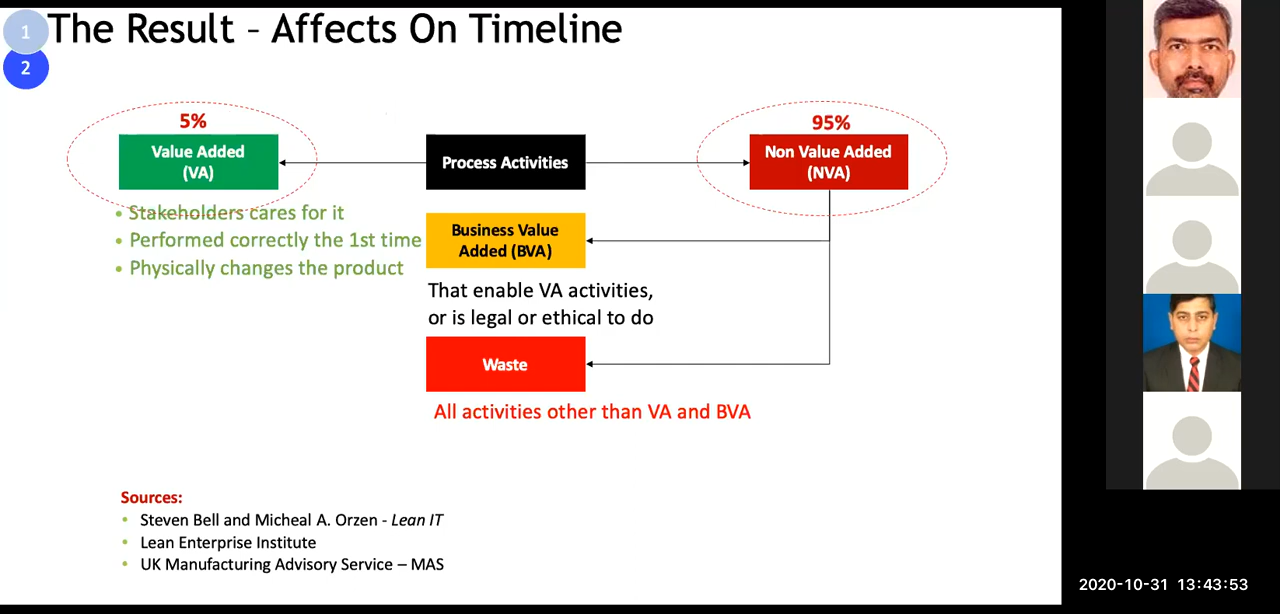 1
The Result – Affects On Timeline
2
5%
Value Added
(VA)
Process Activities
95%
Non Value Added
(NVA)
• Stakeholders cares for it
• Performed correctly the 1st time
• Physically changes the product
Business Value
Added (BVA)
That enable VA activities,
or is legal or ethical to do
Waste
All activities other than VA and BVA
Sources:
• Steven Bell and Micheal A. Orzen - Lean IT
• Lean Enterprise Institute
• UK Manufacturing Advisory Service – MAS
2020-10-31 13:43:53